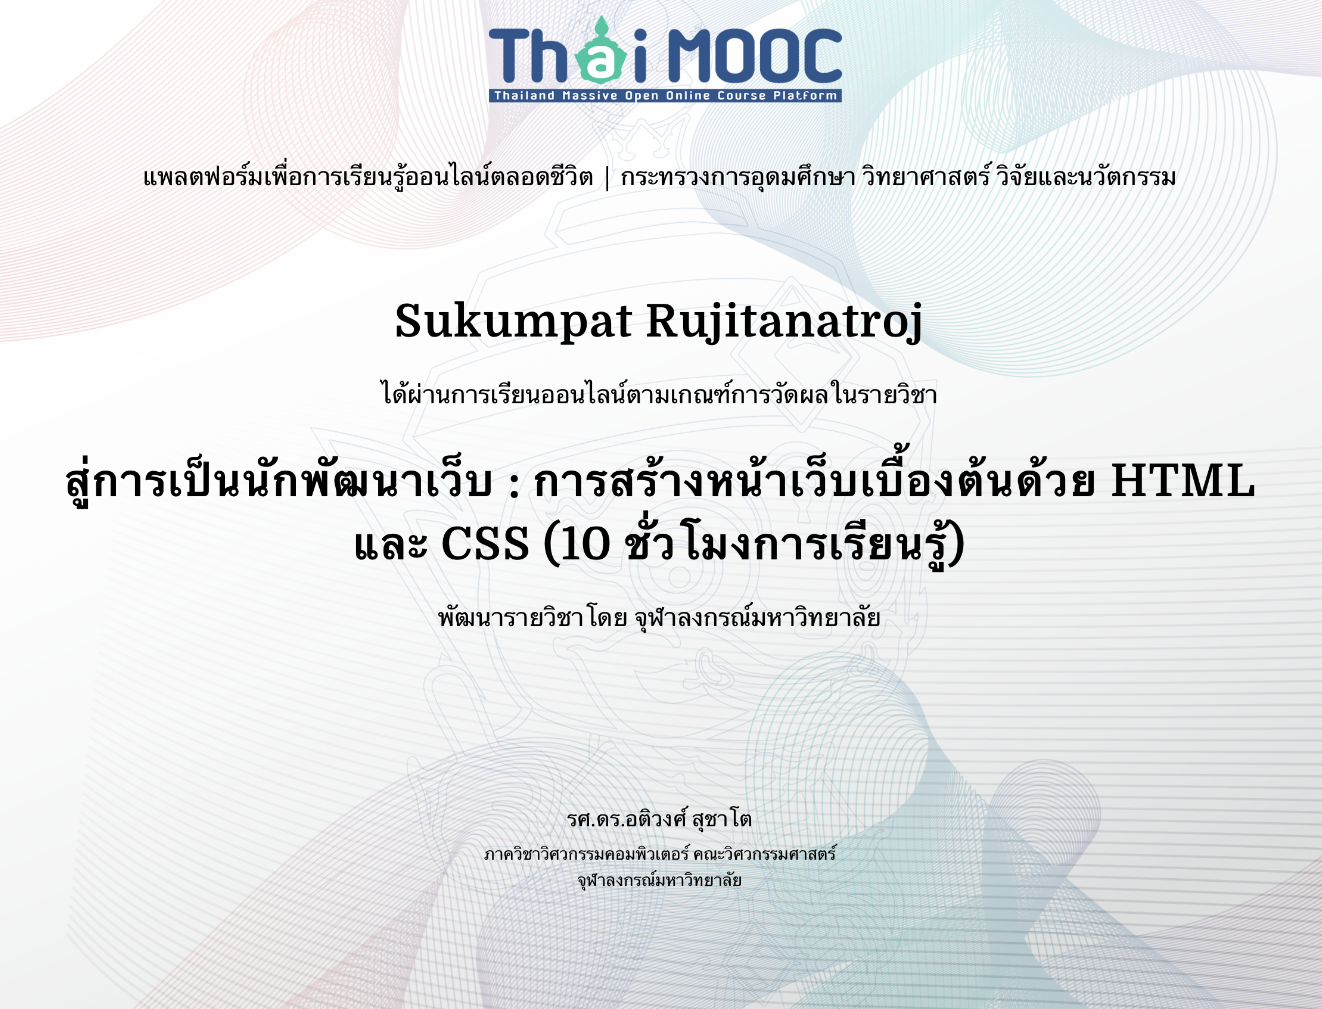 Thai MOOC
Thailand Massive Open Online Course Platform
แพลตฟอร์มเพื่อการเรียนรู้ออนไลน์ตลอดชีวิต | กระทรวงการอุดมศึกษา วิทยาศาสตร์ วิจัยและนวัตกรรม
Sukumpat Rujitanatroj
ได้ผ่านการเรียนออนไลน์ตามเกณฑ์การวัดผลในรายวิชา
สู่การเป็นนักพัฒนาเว็บ : การสร้างหน้าเว็บเบื้องต้นด้วย HTML
และ CSS (10 ชั่วโมงการเรียนรู้)
พัฒนารายวิชาโดย จุฬาลงกรณ์มหาวิทยาลัย
รศ.ดร.อติวงศ์ สุชาโต
ภาควิชาวิศวกรรมคอมพิวเตอร์ คณะวิศวกรรมศาสตร์
จุฬาลงกรณ์มหาวิทยาลัย